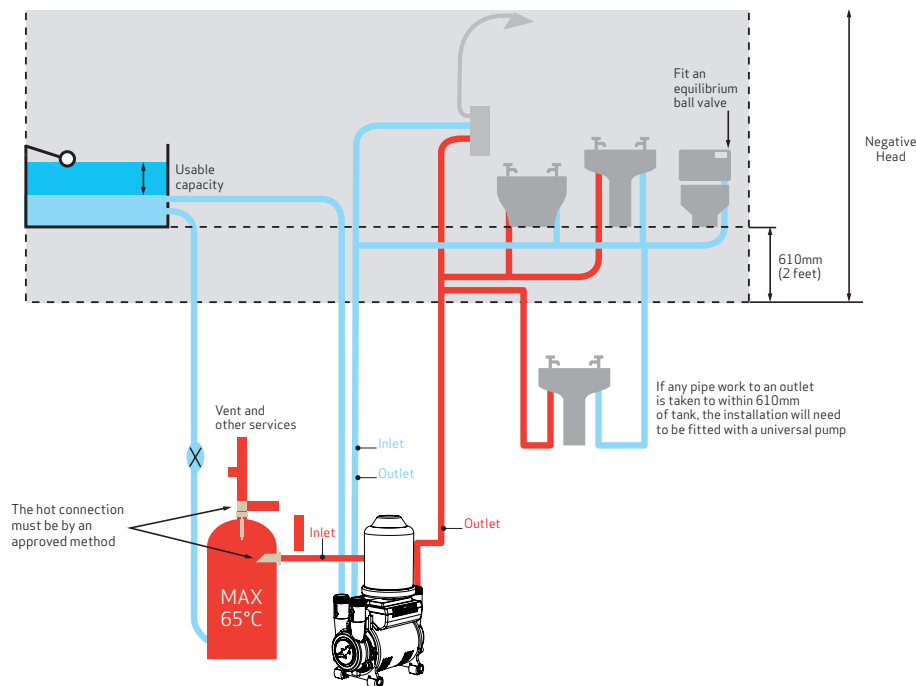 Fit an
equilibrium
ball valve
Negative
Head
Usable
capacity
610mm
(2 feet)
If any pipe work to an outlet
is taken to within 610mm
of tank, the installation will need
to be fitted with a universal pump
Vent and
other services
Inlet
Outlet
The hot connection
must be by an
approved method
Inlet
Outlet
MAX
65°C